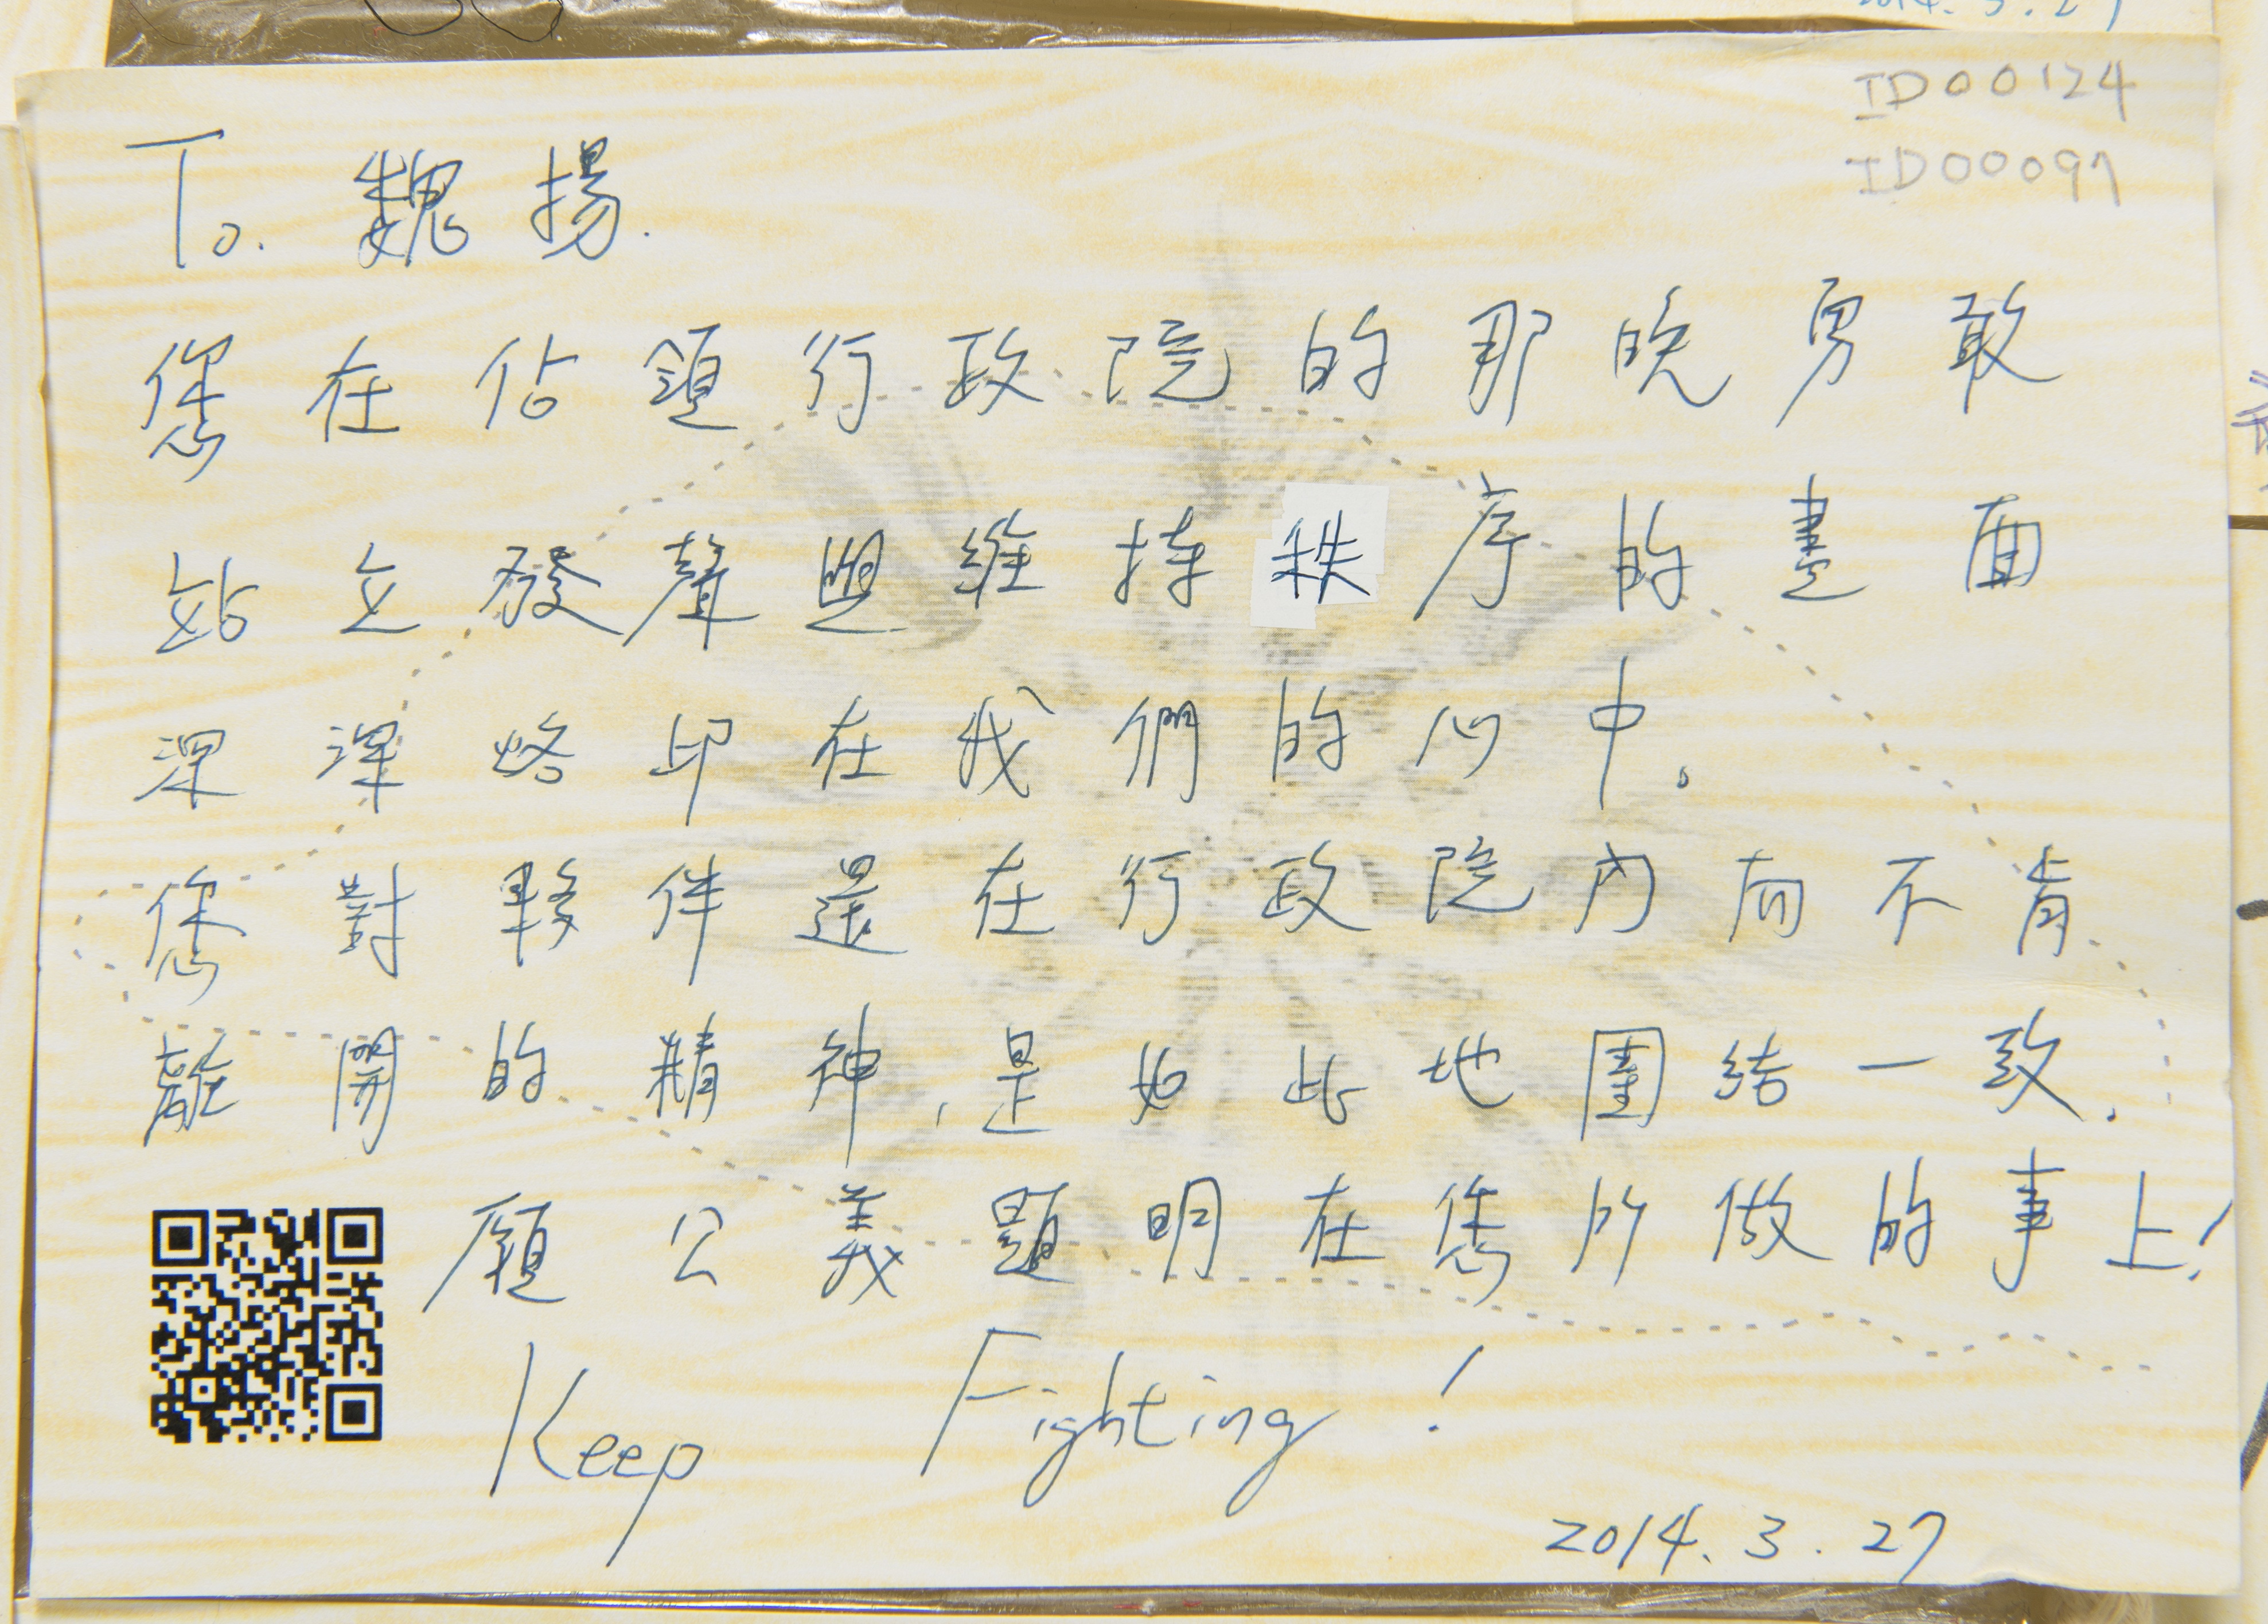 ID00124
ID00097
To. 魏揚.
您在佔領行政院的那晚勇敢
站立發聲與維持秩序的畫面
深深烙印在我們的心中。
您對夥伴還在行政院內而不肯
離開的精神,是如此地團結一致.
願公義顯明在您所做的事上!
Keep Fighting!
2014.3.27